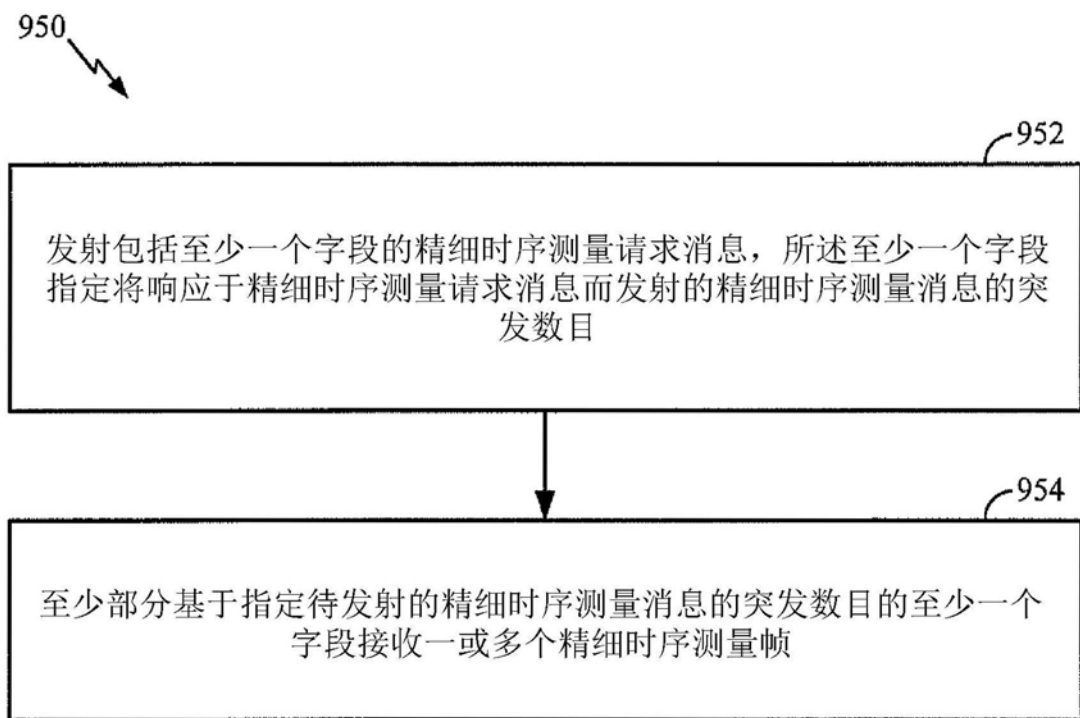 950
952
发射包括至少一个字段的精细时序测量请求消息，所述至少一个字段
指定将响应于精细时序测量请求消息而发射的精细时序测量消息的突
发数目
954
至少部分基于指定待发射的精细时序测量消息的突发数目的至少一个
字段接收一或多个精细时序测量帧